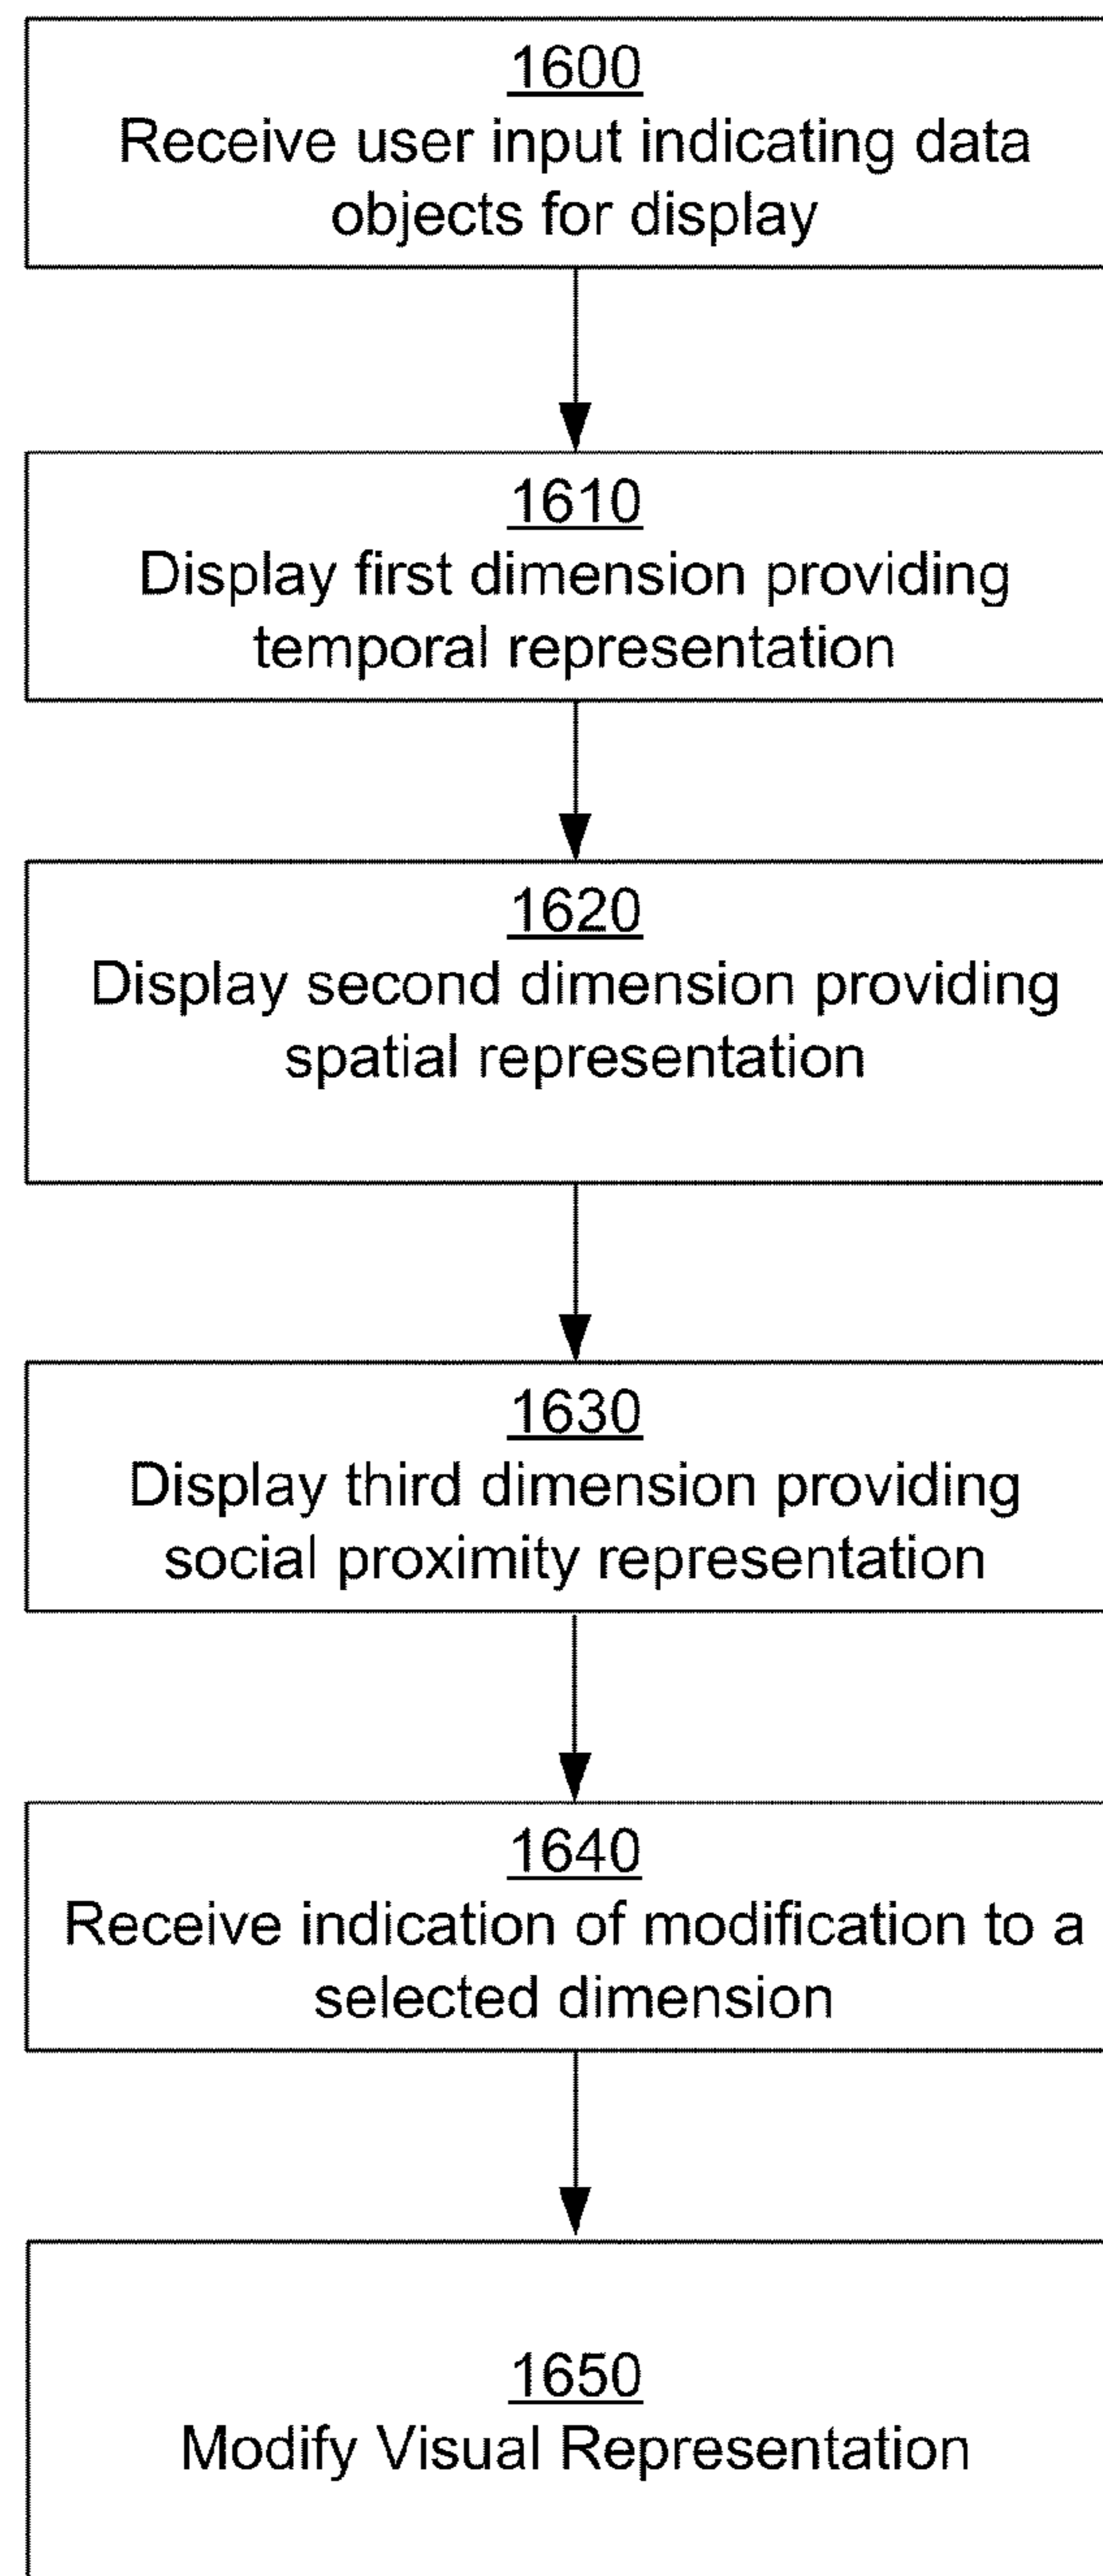 1600
Receive user input indicating data
objects for display
1610
Display first dimension providing
temporal representation
1620
Display second dimension providing
spatial representation
1630
Display third dimension providing
social proximity representation
1640
Receive indication of modification to a
selected dimension
1650
Modify Visual Representation